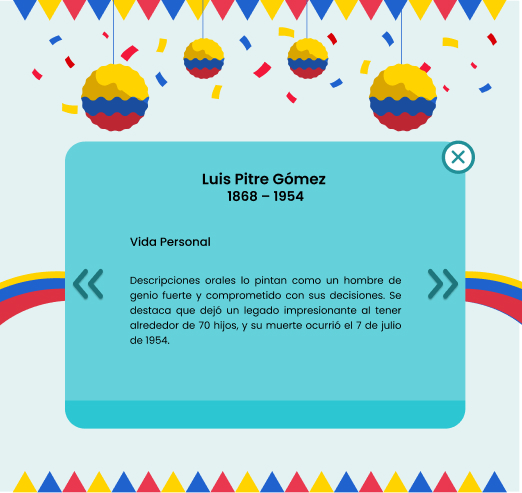 Luis Pitre Gómez
1868 – 1954
Vida Personal
Descripciones orales lo pintan como un hombre de
genio fuerte y comprometido con sus decisiones. Se
destaca que dejó un legado impresionante al tener
alrededor de 70 hijos, y su muerte ocurrió el 7 de julio
de 1954.